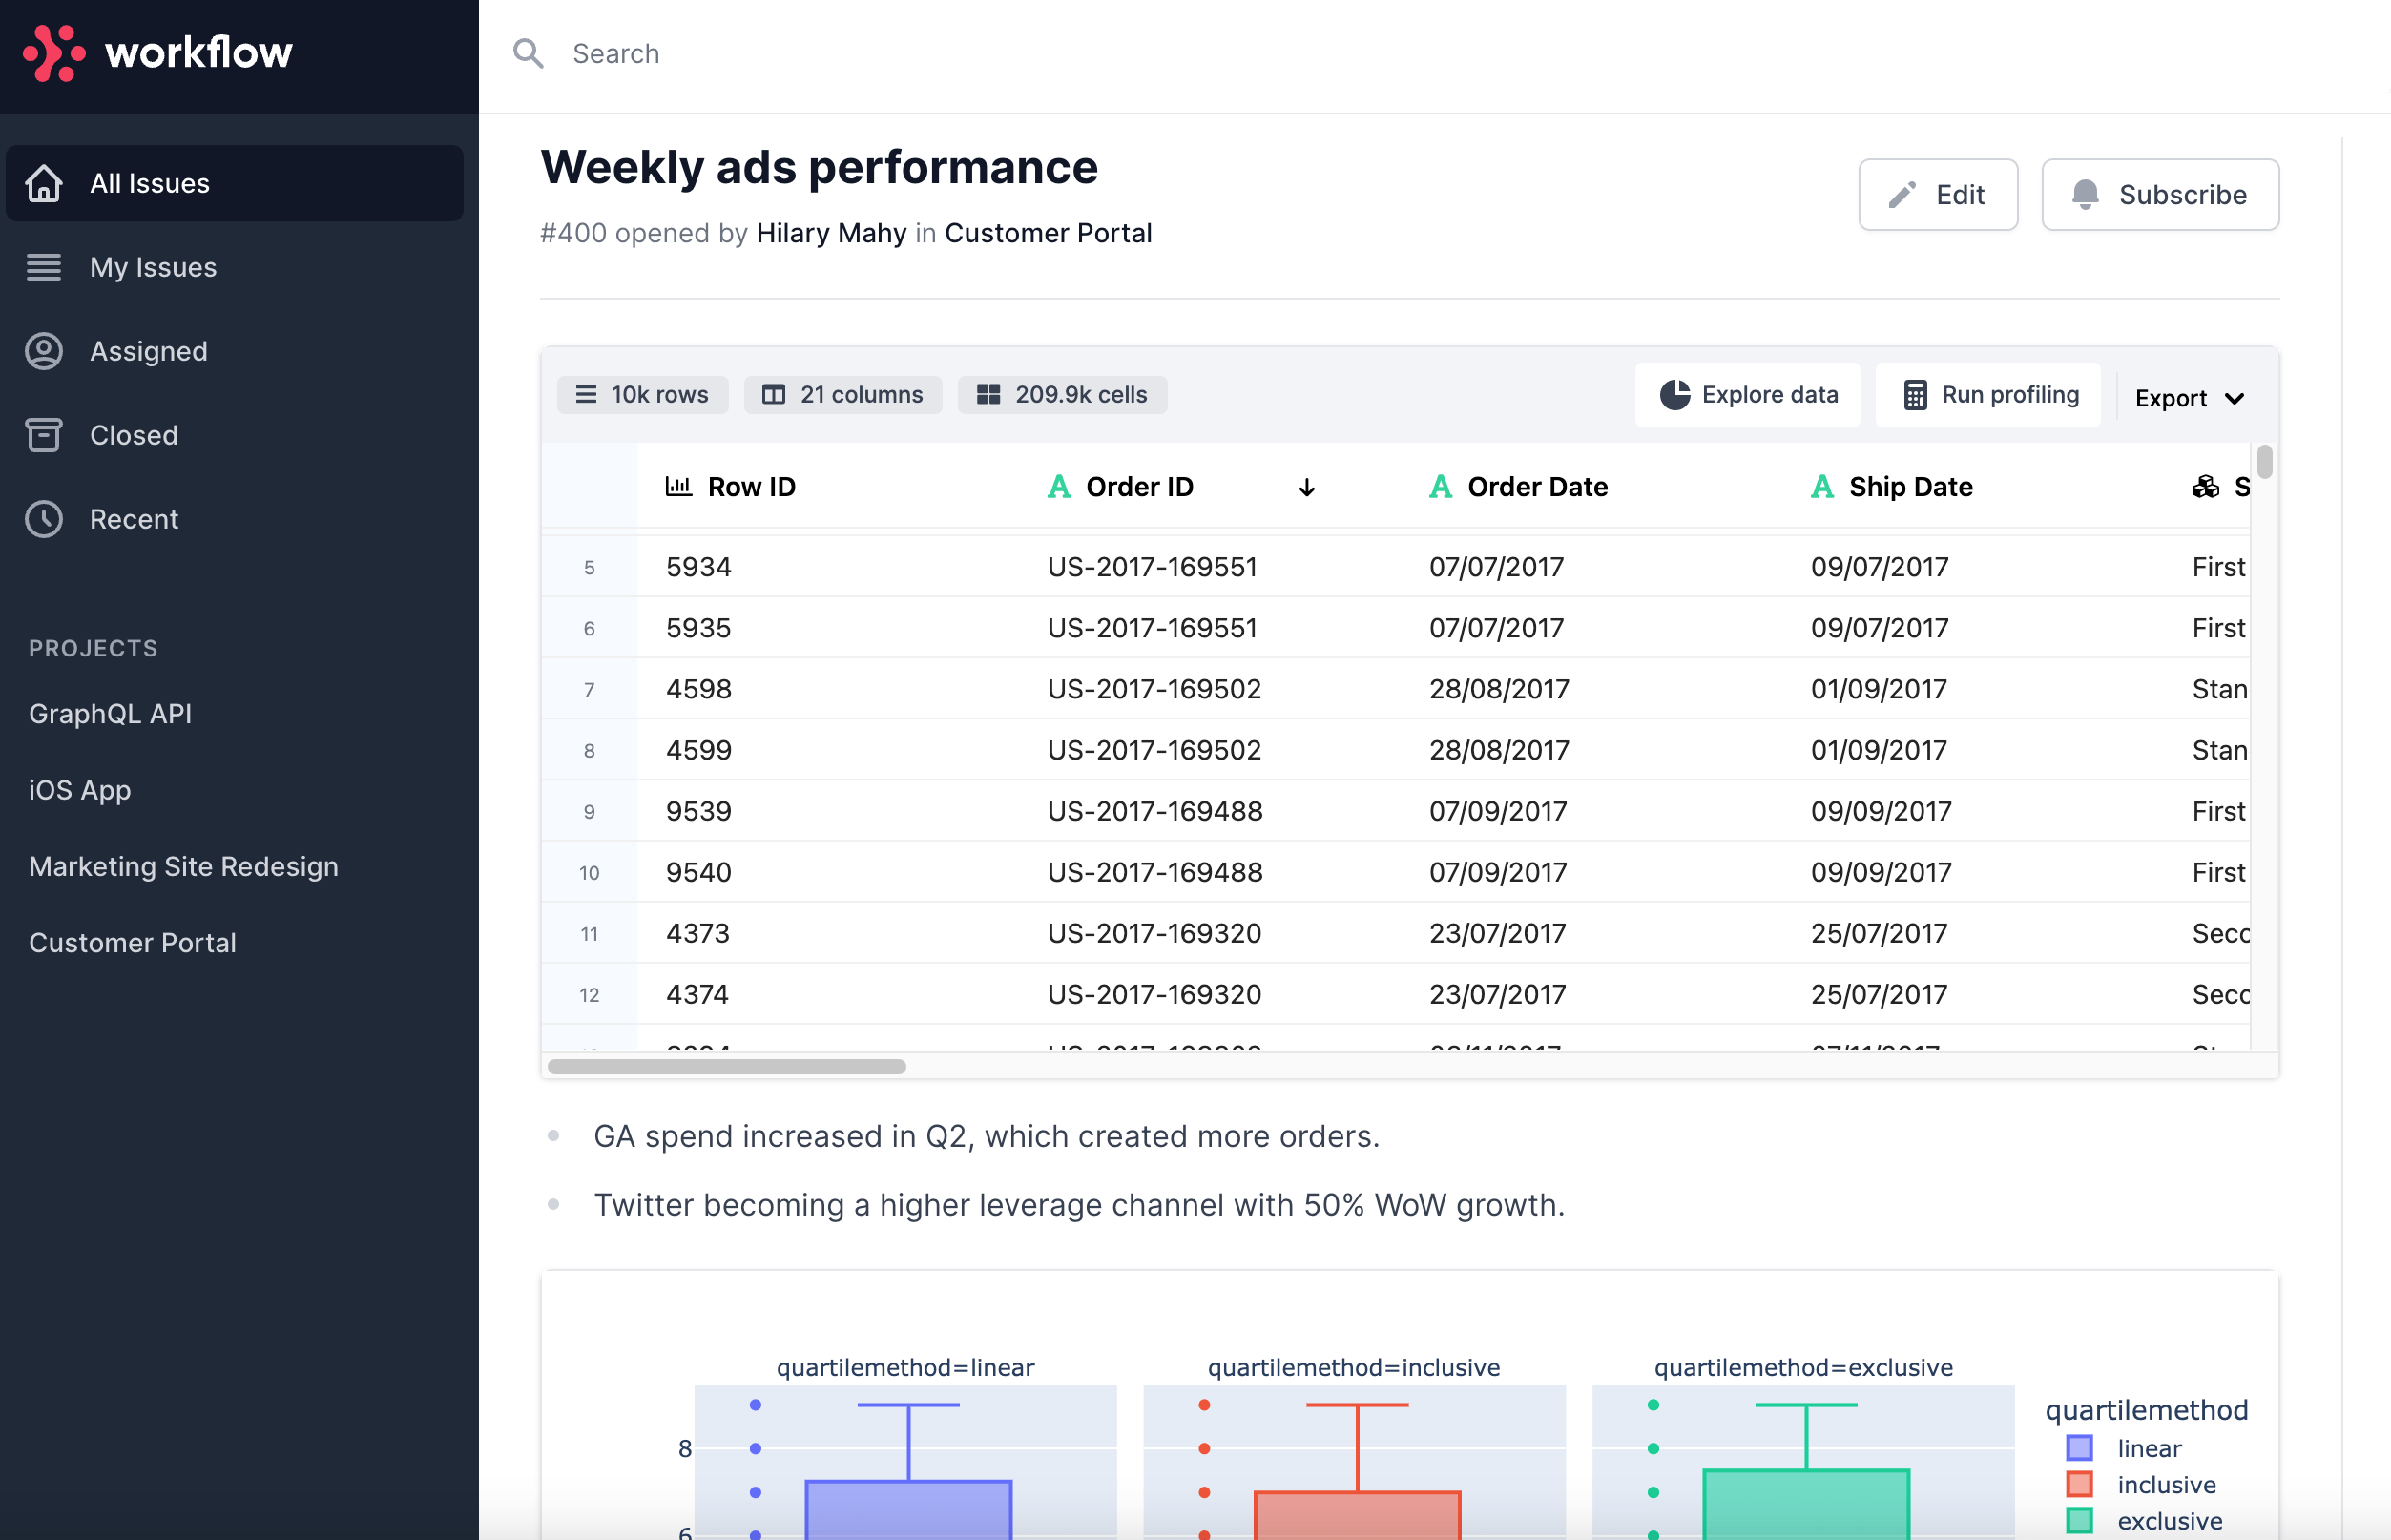 workflow
Search
All Issues
My Issues
Assigned
Closed
Recent
PROJECTS
GraphQL API
iOS App
Marketing Site Redesign
Customer Portal
Weekly ads performance
#400 opened by Hilary Mahy in Customer Portal
Edit
Subscribe
10k rows 21 columns 209.9k cells Explore data Run profiling Export
Row ID Order ID Order Date Ship Date S
5 5934 US-2017-169551 07/07/2017 09/07/2017 First
6 5935 US-2017-169551 07/07/2017 09/07/2017 First
7 4598 US-2017-169502 28/08/2017 01/09/2017 Stan
8 4599 US-2017-169502 28/08/2017 01/09/2017 Stan
9 9539 US-2017-169488 07/09/2017 09/09/2017 First
10 9540 US-2017-169488 07/09/2017 09/09/2017 First
11 4373 US-2017-169320 23/07/2017 25/07/2017 Seco
12 4374 US-2017-169320 23/07/2017 25/07/2017 Seco
GA spend increased in Q2, which created more orders.
Twitter becoming a higher leverage channel with 50% WoW growth.
quartilemethod=linear quartilemethod=inclusive quartilemethod=exclusive
quartilemethod
8
linear
inclusive
6
exclusive